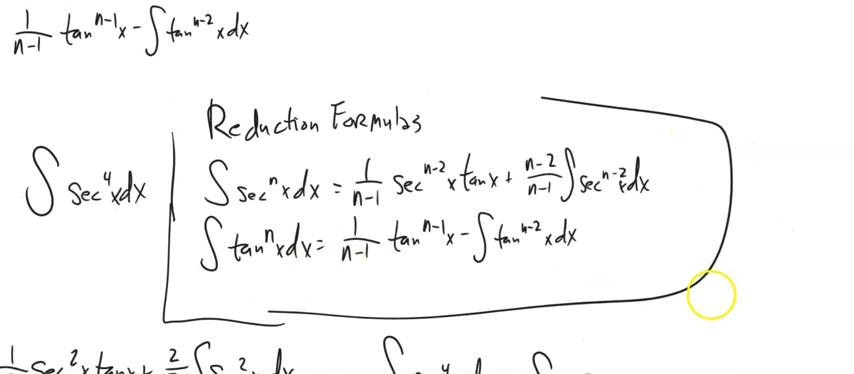 1/(n-1) tan^(n-1) x - ∫ tan^(n-2) x dx
Reduction Formulas
∫ sec^4 x dx
∫ sec^n x dx = 1/(n-1) sec^(n-2) x tan x + (n-2)/(n-1) ∫ sec^(n-2) x dx
∫ tan^n x dx = 1/(n-1) tan^(n-1) x - ∫ tan^(n-2) x dx